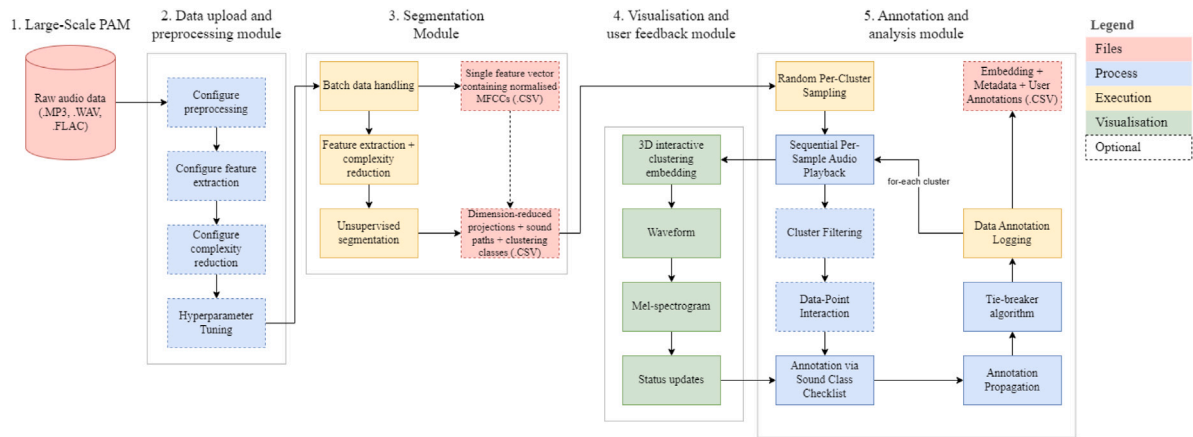 1. Large-Scale PAM
Raw audio data
(.MP3, .WAV,
.FLAC)
2. Data upload and
preprocessing module
Configure
preprocessing
Configure feature
extraction
Configure
complexity
reduction
Hyperparameter
Tuning
3. Segmentation
Module
Batch data handling
Single feature vector
containing normalised
MFCCs (.CSV)
Feature extraction +
complexity
reduction
Unsupervised
segmentation
Dimension-reduced
projections + sound
paths + clustering
classes (.CSV)
4. Visualisation and
user feedback module
3D interactive
clustering
embedding
Waveform
Mel-spectrogram
Status updates
5. Annotation and
analysis module
Random Per-Cluster
Sampling
Sequential Per-
Sample Audio
Playback
Cluster Filtering
Data-Point
Interaction
Annotation via
Sound Class
Checklist
Embedding +
Metadata + User
Annotations (.CSV)
for-each cluster
Data Annotation
Logging
Tie-breaker
algorithm
Annotation
Propagation
Legend
Files
Process
Execution
Visualisation
Optional